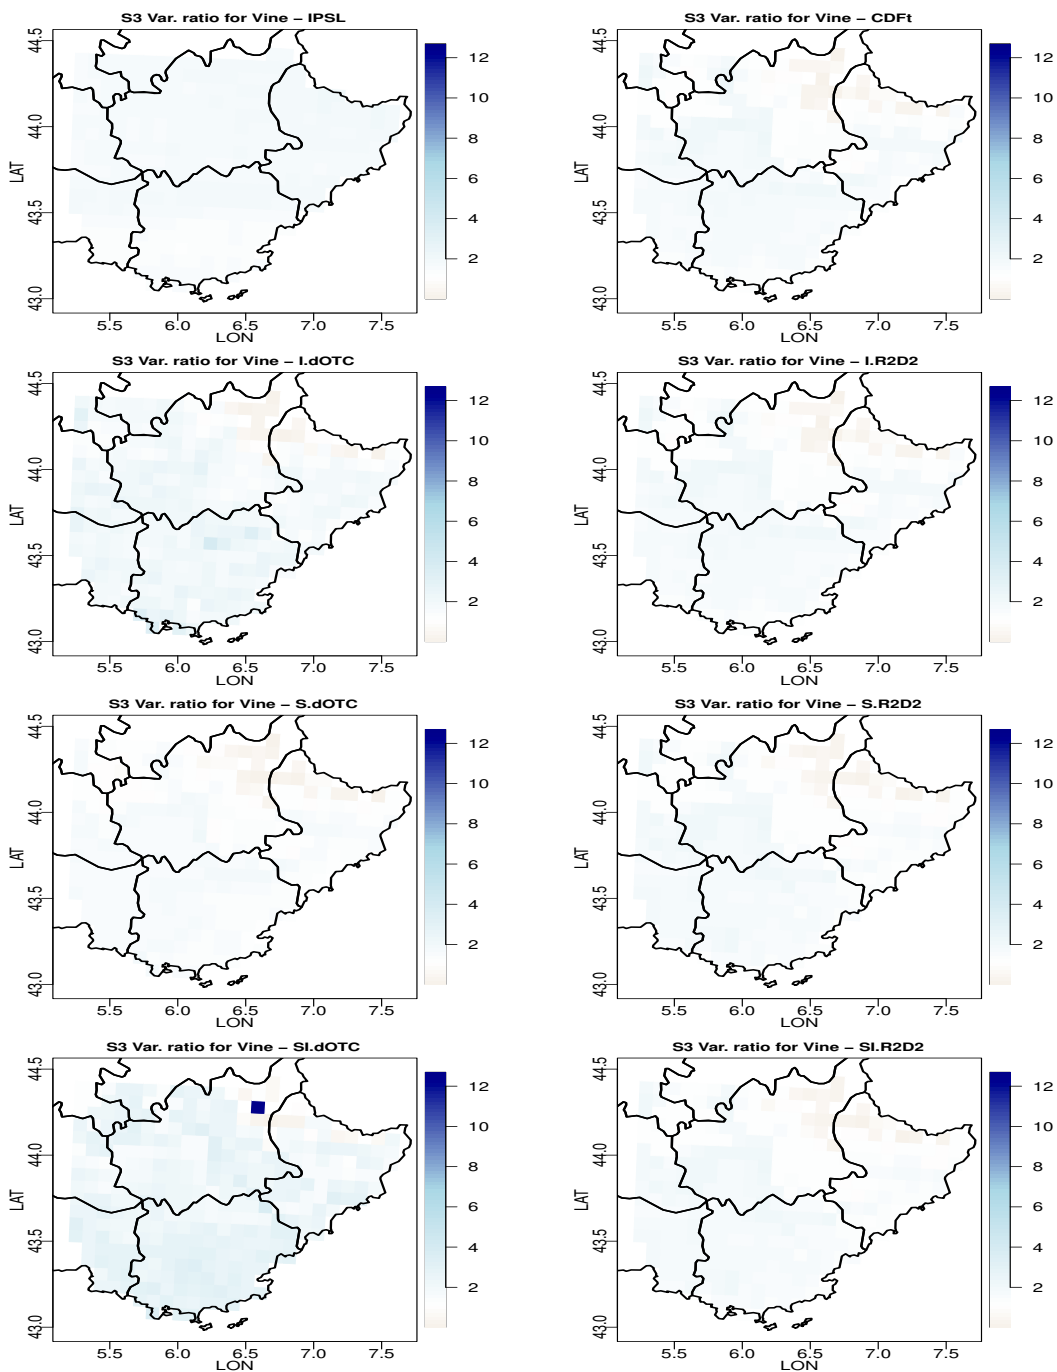 S3 Var. ratio for Vine – IPSL
44.5
44.0
43.5
43.0
LAT
5.5 6.0 6.5 7.0 7.5
LON
12
10
8
6
4
2
S3 Var. ratio for Vine – CDFt
44.5
44.0
43.5
43.0
LAT
5.5 6.0 6.5 7.0 7.5
LON
12
10
8
6
4
2
S3 Var. ratio for Vine – I.dOTC
44.5
44.0
43.5
43.0
LAT
5.5 6.0 6.5 7.0 7.5
LON
12
10
8
6
4
2
S3 Var. ratio for Vine – I.R2D2
44.5
44.0
43.5
43.0
LAT
5.5 6.0 6.5 7.0 7.5
LON
12
10
8
6
4
2
S3 Var. ratio for Vine – S.dOTC
44.5
44.0
43.5
43.0
LAT
5.5 6.0 6.5 7.0 7.5
LON
12
10
8
6
4
2
S3 Var. ratio for Vine – S.R2D2
44.5
44.0
43.5
43.0
LAT
5.5 6.0 6.5 7.0 7.5
LON
12
10
8
6
4
2
S3 Var. ratio for Vine – SI.dOTC
44.5
44.0
43.5
43.0
LAT
5.5 6.0 6.5 7.0 7.5
LON
12
10
8
6
4
2
S3 Var. ratio for Vine – SI.R2D2
44.5
44.0
43.5
43.0
LAT
5.5 6.0 6.5 7.0 7.5
LON
12
10
8
6
4
2